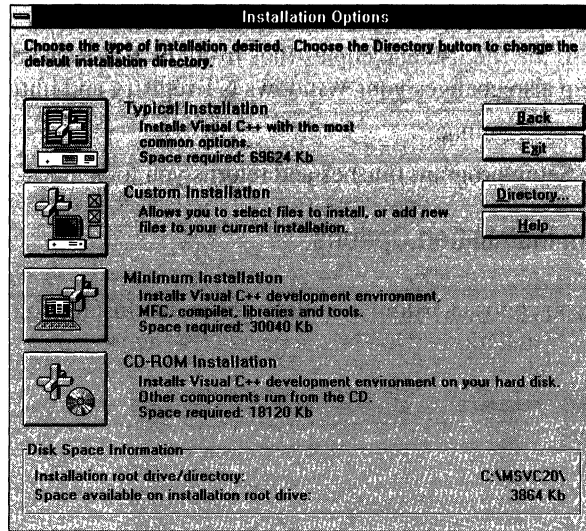 Installation Options
Choose the type of installation desired. Choose the Directory button to change the
default installation directory.
Typical Installation
Installs Visual C++ with the most
common options.
Space required: 69624 Kb
Back
Exit
Custom Installation
Allows you to select files to install, or add new
files to your current installation.
Directory...
Help
Minimum Installation
Installs Visual C++ development environment,
MFC, compiler, libraries and tools.
Space required: 30040 Kb
CD-ROM Installation
Installs Visual C++ development environment on your hard disk.
Other components run from the CD.
Space required: 18120 Kb
Disk Space Information
Installation root drive/directory: C:\MSVC20\
Space available on installation root drive: 3864 Kb